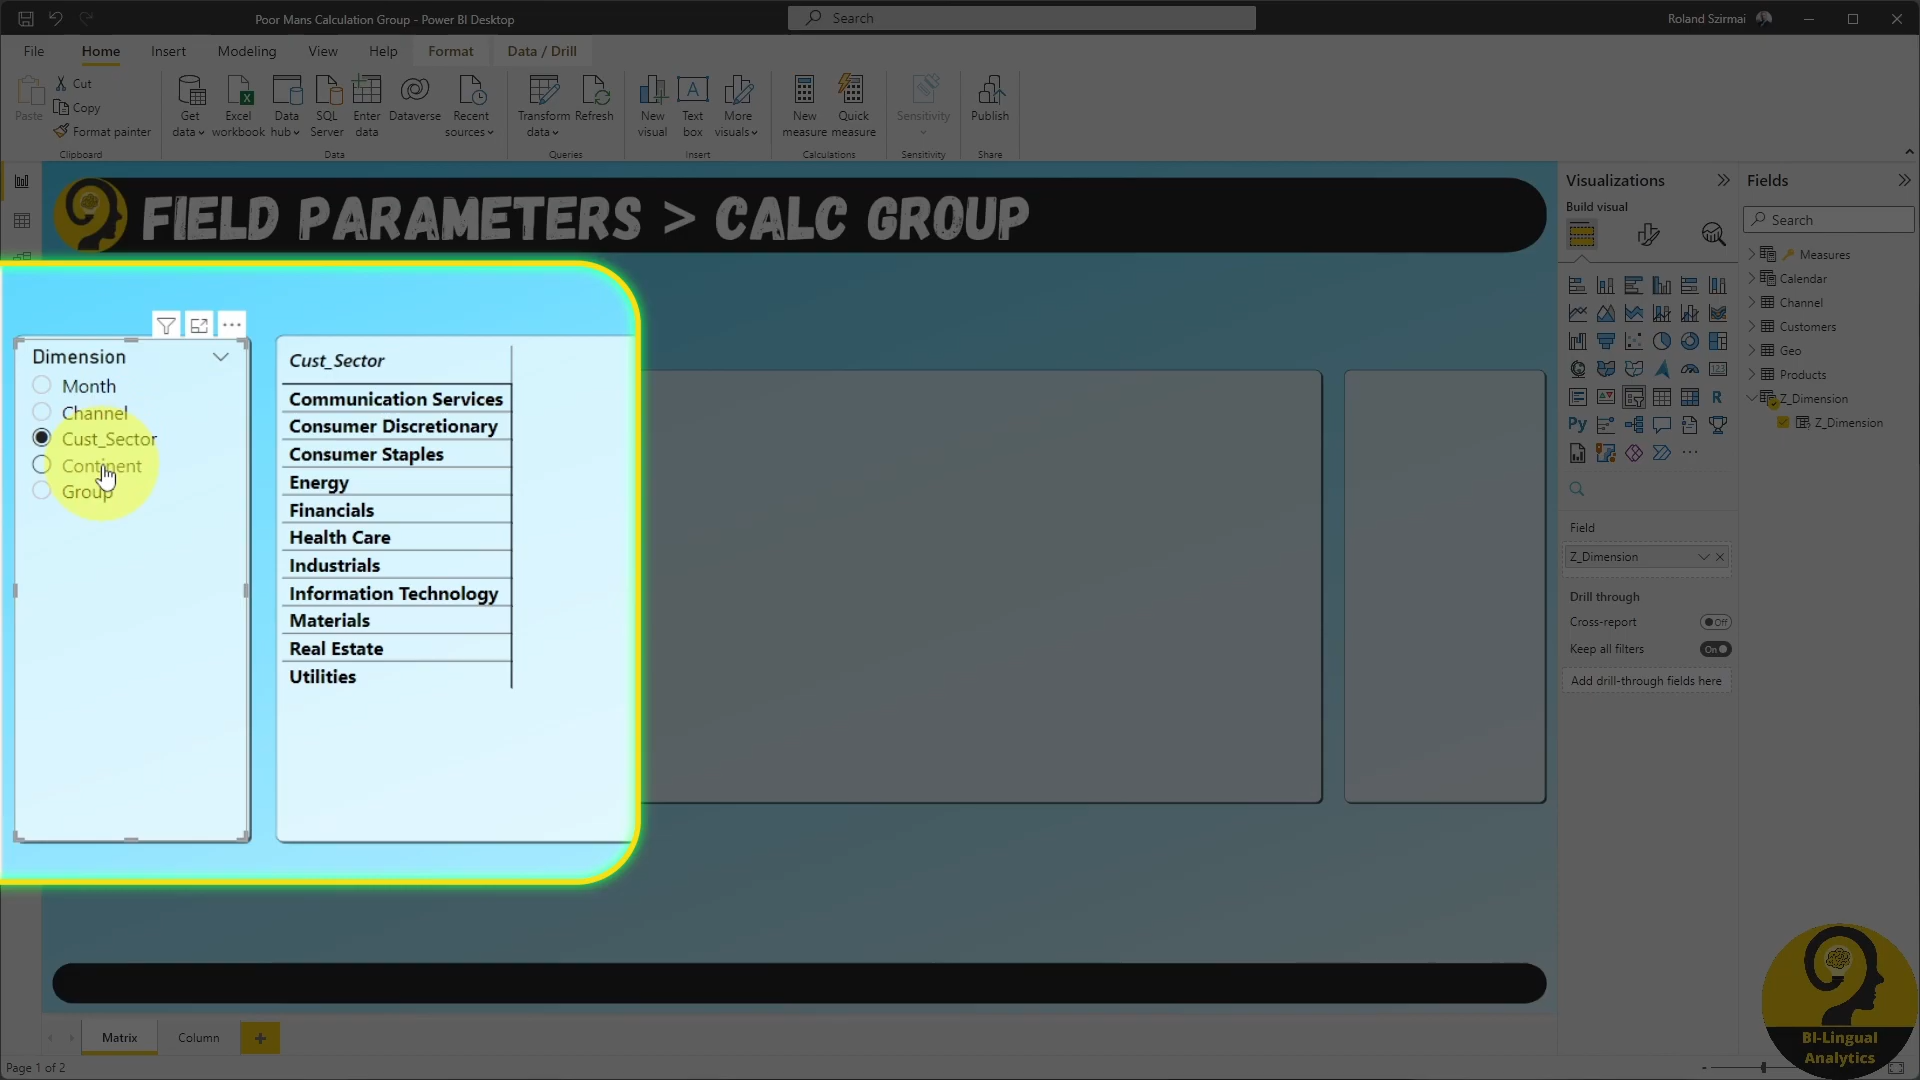 Poor Mans Calculation Group - Power BI Desktop
Search
Roland Szirmai
File
Home
Insert
Modeling
View
Help
Format
Data / Drill
Paste
Cut
Copy
Format painter
Clipboard
Get data
Excel workbook
Data hub
SQL Server
Enter data
Dataverse
Recent sources
Data
Transform data
Refresh
Queries
New visual
Text box
More visuals
Insert
New measure
Quick measure
Calculations
Sensitivity
Sensitivity
Publish
Share
FIELD PARAMETERS > CALC GROUP
Dimension
Month
Channel
Cust_Sector
Continent
Group
Cust_Sector
Communication Services
Consumer Discretionary
Consumer Staples
Energy
Financials
Health Care
Industrials
Information Technology
Materials
Real Estate
Utilities
Visualizations
Build visual
Field
Z_Dimension
Drill through
Cross-report
Off
Keep all filters
On
Add drill-through fields here
Fields
Search
Measures
Calendar
Channel
Customers
Geo
Products
Z_Dimension
Z_Dimension
Matrix
Column
Page 1 of 2
BI-Lingual
Analytics